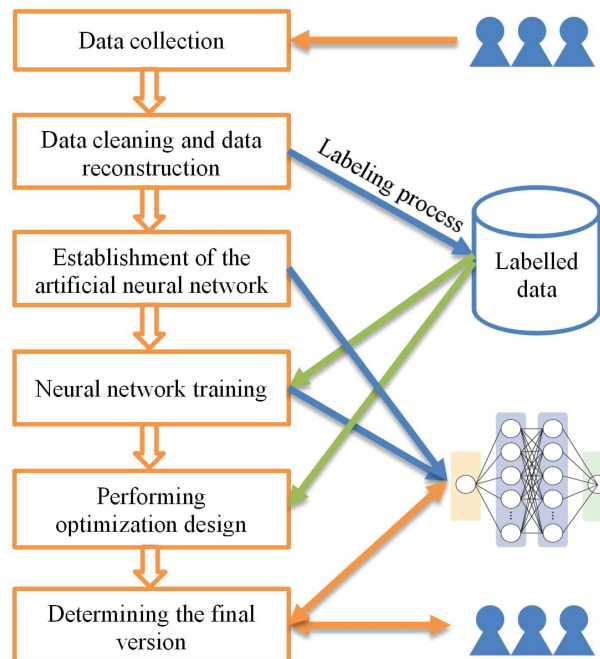 Data collection
Data cleaning and data
reconstruction
Labeling process
Establishment of the
artificial neural network
Labelled
data
Neural network training
Performing
optimization design
Determining the final
version